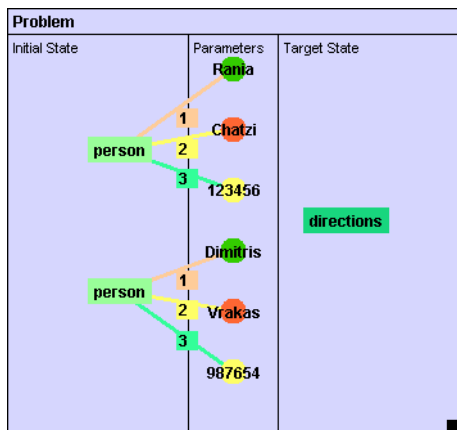 Problem
Initial State
Parameters
Target State
Rania
1
Chatzi
person
2
3
123456
directions
Dimitris
1
person
2
Vrakas
3
987654